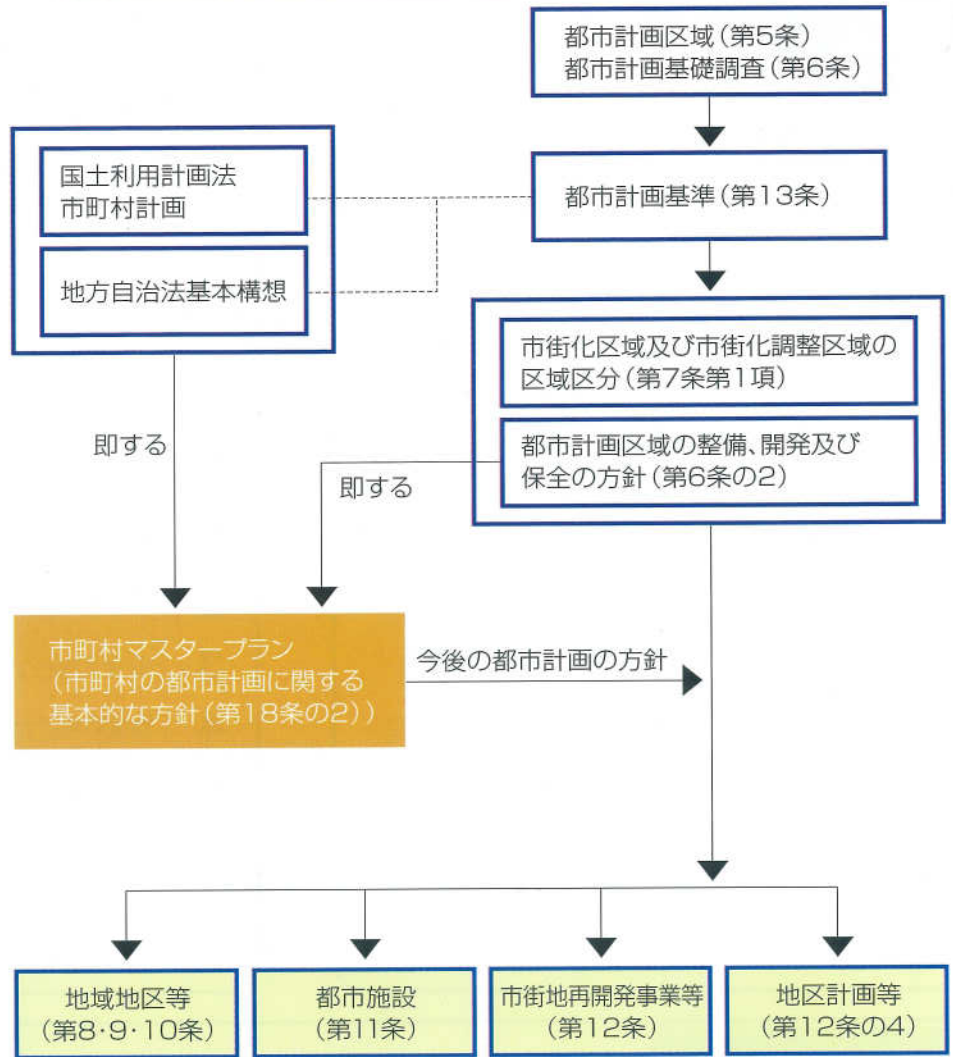 都市計画区域(第5条)
都市計画基礎調査(第6条)
国土利用計画法
市町村計画
都市計画基準(第13条)
地方自治法基本構想
市街化区域及び市街化調整区域の
区域区分(第7条第1項)
都市計画区域の整備、開発及び
保全の方針(第6条の2)
即する
即する
市町村マスタープラン
(市町村の都市計画に関する
基本的な方針(第18条の2))
今後の都市計画の方針
地域地区等
(第8・9・10条)
都市施設
(第11条)
市街地再開発事業等
(第12条)
地区計画等
(第12条の4)